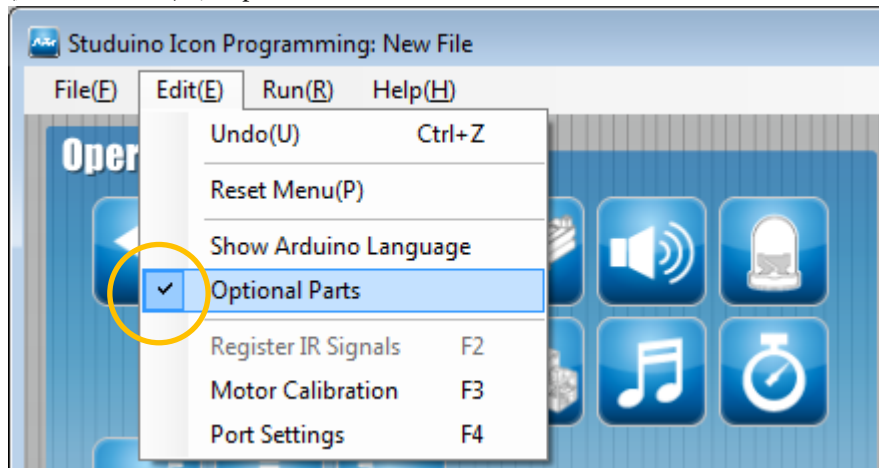 Studuino Icon Programming: New File
File(F) Edit(E) Run(R) Help(H)
Oper
Undo(U) Ctrl+Z
Reset Menu(P)
Show Arduino Language
Optional Parts
Register IR Signals F2
Motor Calibration F3
Port Settings F4